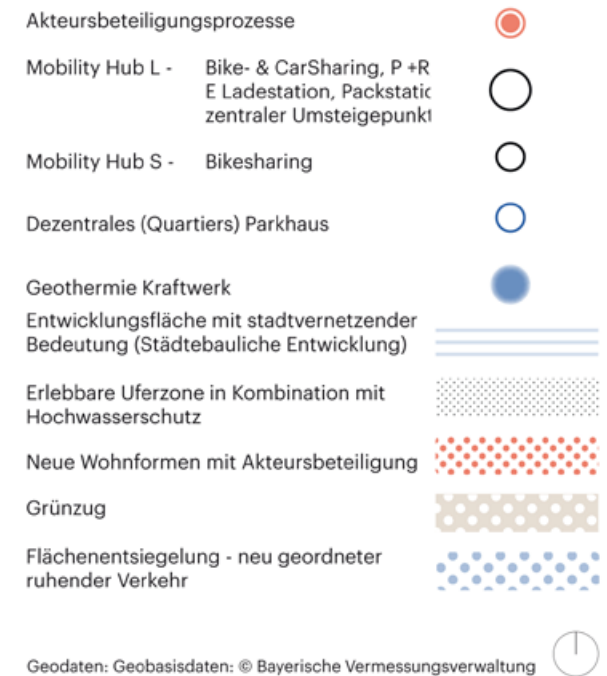 Akteursbeteiligungsprozesse
Mobility Hub L - Bike- & CarSharing, P +R
E Ladestation,
zentraler
Mobility Hub S - Bikesharing
Dezentrales (Quartiers) Parkhaus
Geothermie Kraftwerk
Entwicklungsfläche mit stadtvernetzender
Bedeutung (Städtebauliche Entwicklung)
Erlebbare Uferzone in Kombination mit
Hochwasserschutz
Neue Wohnformen mit Akteursbeteiligung
Grünzug
Flächenentsiegelung - neu geordneter
ruhender Verkehr
Geodaten: Geobasisdaten: © Bayerische Vermessungsverwaltung